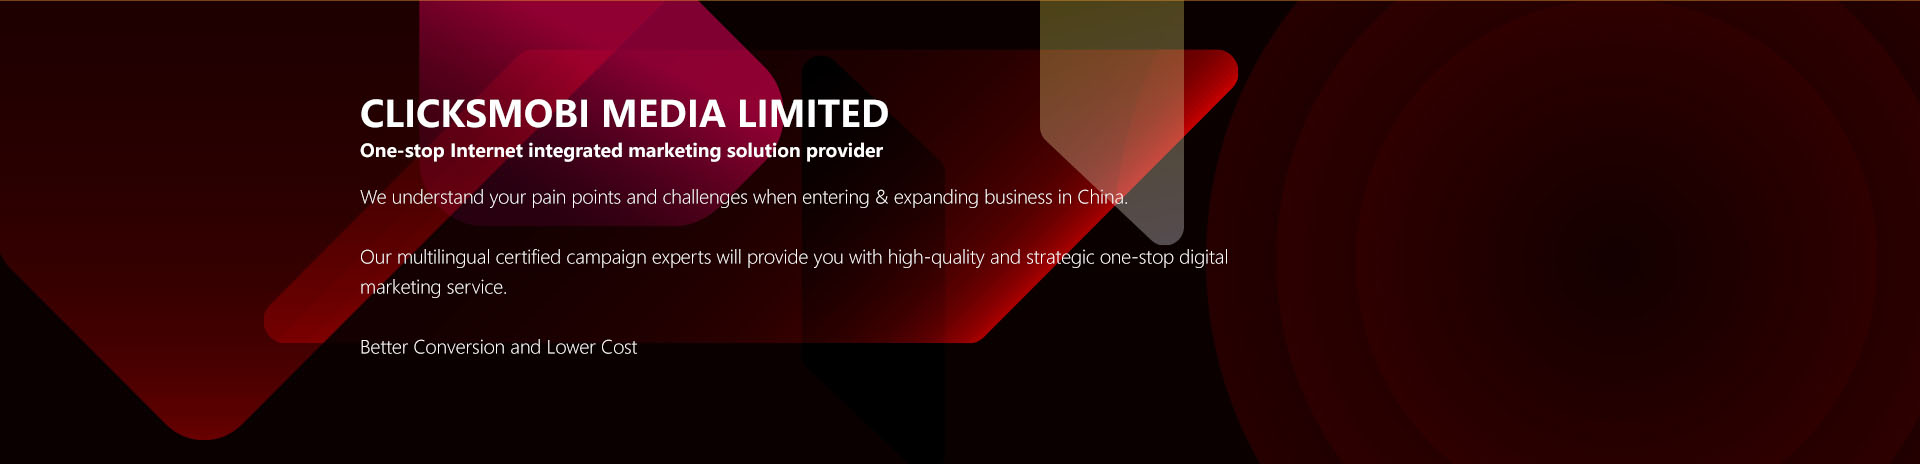 CLICKSMOBI MEDIA LIMITED
One-stop Internet integrated marketing solution provider
We understand your pain points and challenges when entering & expanding business in China.
Our multilingual certified campaign experts will provide you with high-quality and strategic one-stop digital
marketing service.
Better Conversion and Lower Cost